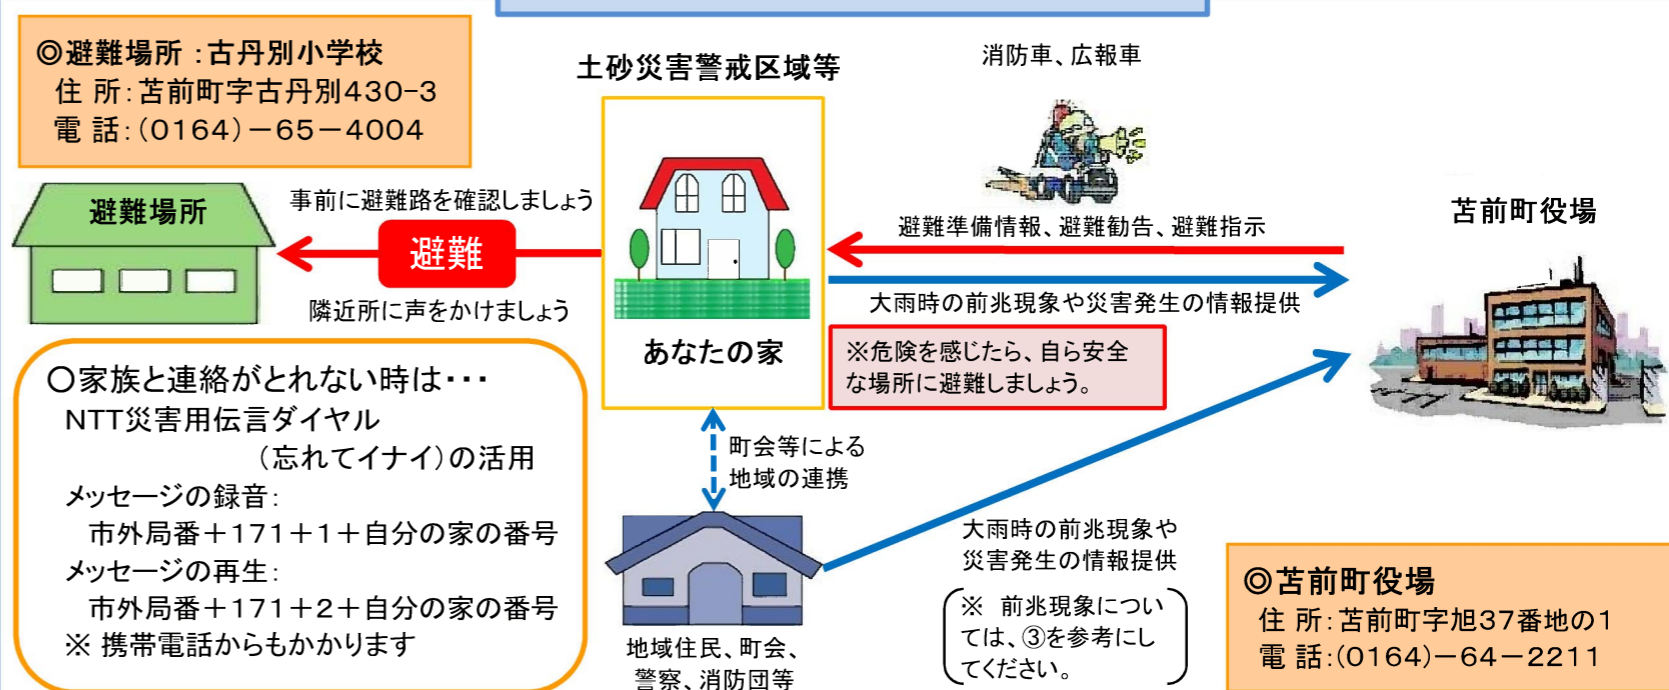 ◎避難場所：古丹別小学校
住 所：苫前町字古丹別430-3
電 話：(0164)－65－4004
土砂災害警戒区域等
消防車、広報車
避難場所
事前に避難路を確認しましょう
避難
隣近所に声をかけましょう
あなたの家
避難準備情報、避難勧告、避難指示
大雨時の前兆現象や災害発生の情報提供
苫前町役場
※危険を感じたら、自ら安全
な場所に避難しましょう。
○家族と連絡がとれない時は・・・
NTT災害用伝言ダイヤル
（忘れてイナイ）の活用
メッセージの録音：
市外局番＋171＋1＋自分の家の番号
メッセージの再生：
市外局番＋171＋2＋自分の家の番号
※ 携帯電話からもかかります
町会等による
地域の連携
地域住民、町会、
警察、消防団等
大雨時の前兆現象や
災害発生の情報提供
※ 前兆現象につい
ては、③を参考にし
てください。
◎苫前町役場
住 所：苫前町字旭37番地の1
電 話：(0164)－64－2211